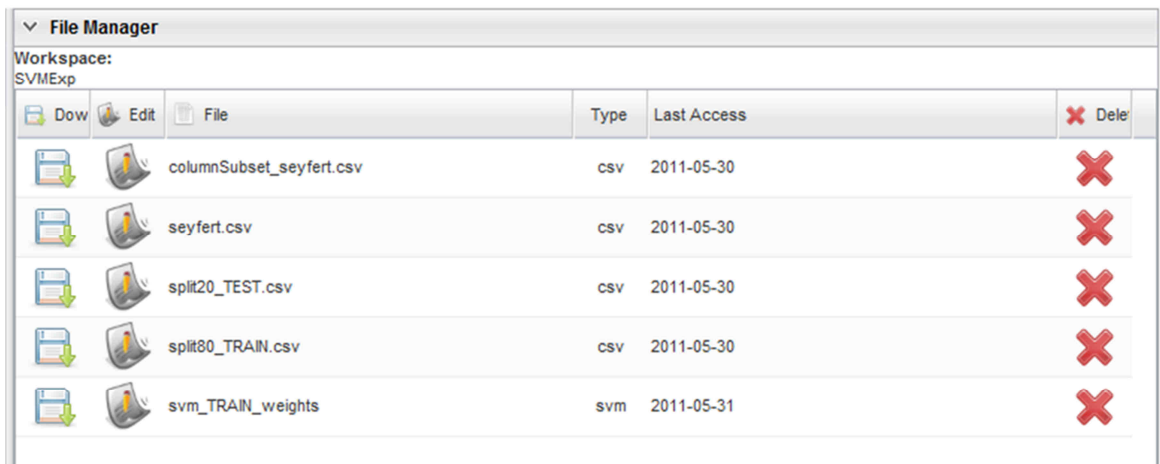 File Manager
Workspace:
SVMExp
Dow Edit File Type Last Access Dele
columnSubset_seyfert.csv csv 2011-05-30
seyfert.csv csv 2011-05-30
split20_TEST.csv csv 2011-05-30
split80_TRAIN.csv csv 2011-05-30
svm_TRAIN_weights svm 2011-05-31